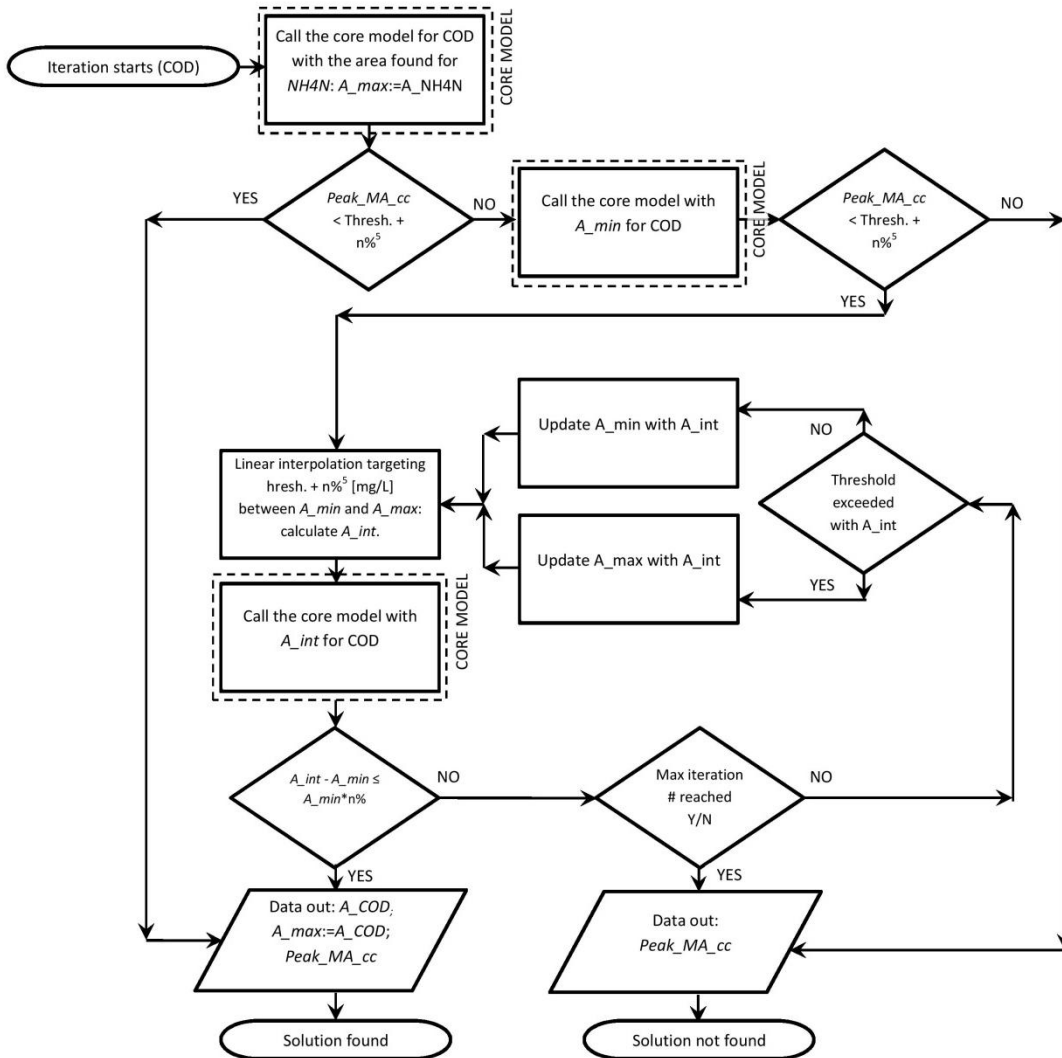 Iteration starts (COD)
Call the core model for COD
with the area found for
NH4N: A_max:=A_NH4N
CORE MODEL
YES
Peak_MA_cc
< Thresh. +
n%⁵
NO
Call the core model with
A_min for COD
CORE MODEL
Peak_MA_cc
< Thresh. +
n%⁵
NO
YES
Update A_min with A_int
NO
Linear interpolation targeting
hresh. + n%⁵ [mg/L]
between A_min and A_max:
calculate A_int.
Threshold
exceeded
with A_int
Update A_max with A_int
YES
Call the core model with
A_int for COD
CORE MODEL
A_int - A_min ≤
A_min*n%
NO
Max iteration
# reached
Y/N
NO
YES
YES
Data out: A_COD;
A_max:=A_COD;
Peak_MA_cc
Data out:
Peak_MA_cc
Solution found
Solution not found